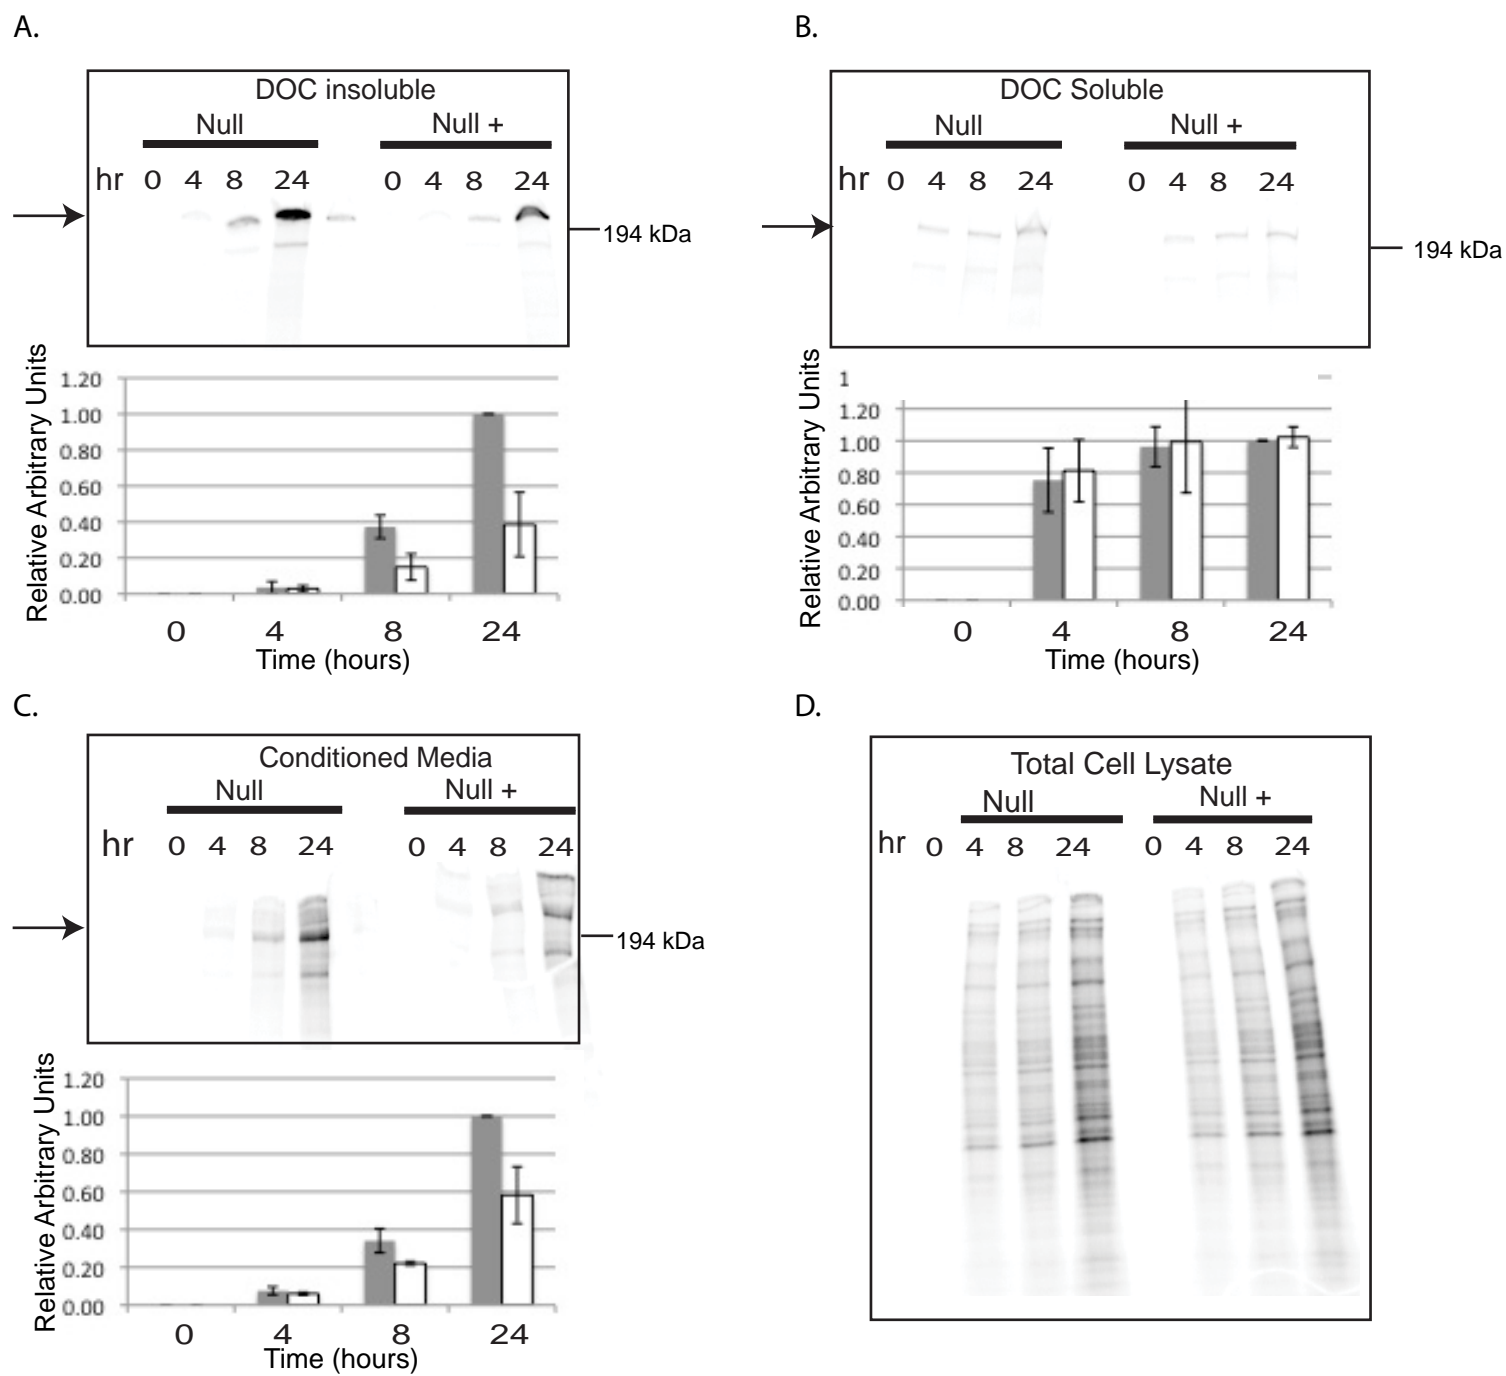 A.
DOC insoluble
Null Null +
hr 0 4 8 24 0 4 8 24
194 kDa
Relative Arbitrary Units
1.20
1.00
0.80
0.60
0.40
0.20
0.00
0 4 8 24
Time (hours)
B.
DOC Soluble
Null Null +
hr 0 4 8 24 0 4 8 24
194 kDa
Relative Arbitrary Units
1
1.20
1.00
0.80
0.60
0.40
0.20
0.00
0 4 8 24
Time (hours)
C.
Conditioned Media
Null Null +
hr 0 4 8 24 0 4 8 24
194 kDa
Relative Arbitrary Units
1.20
1.00
0.80
0.60
0.40
0.20
0.00
0 4 8 24
Time (hours)
D.
Total Cell Lysate
Null Null +
hr 0 4 8 24 0 4 8 24